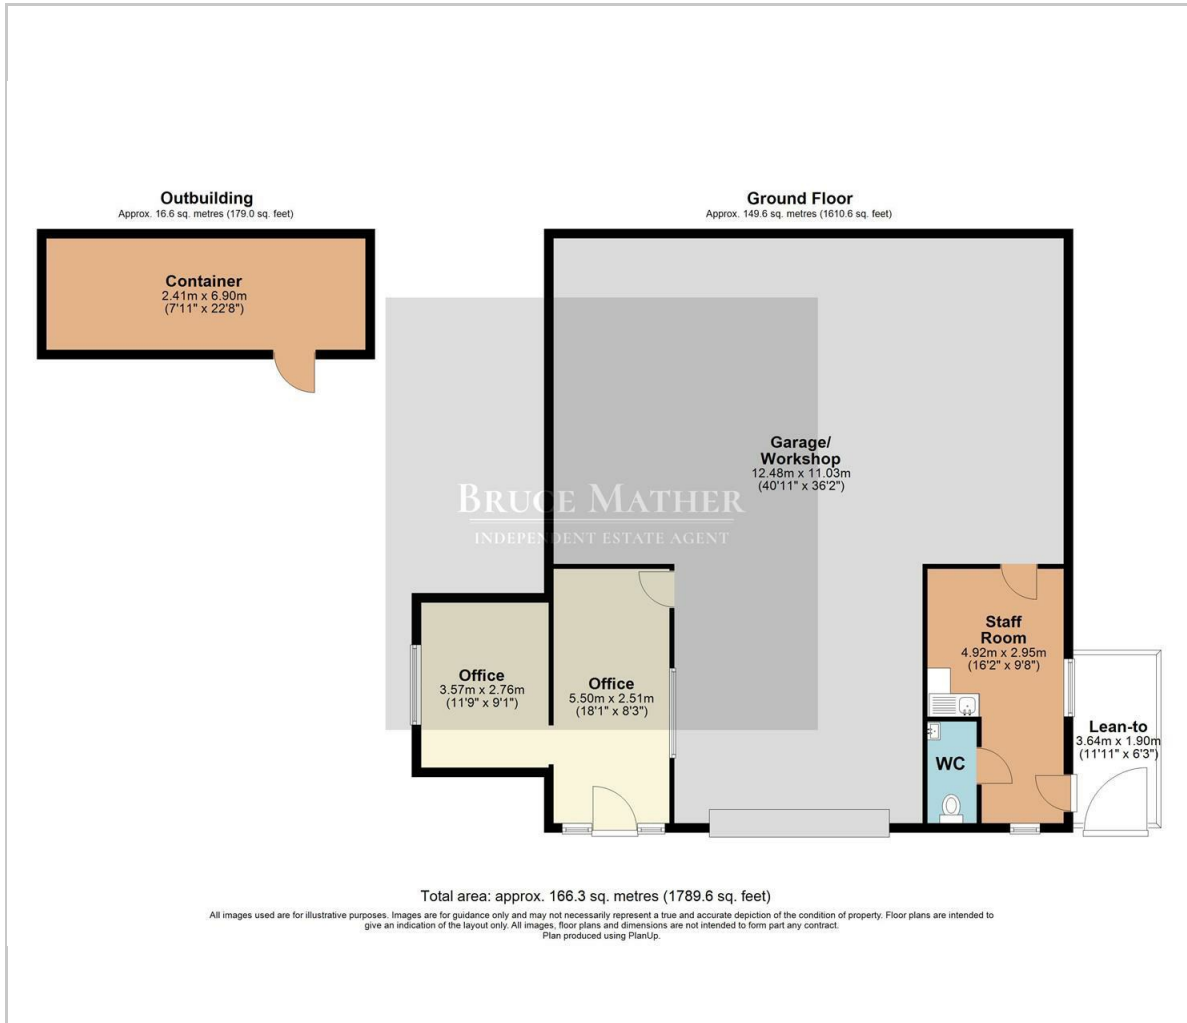 Outbuilding
Approx. 16.6 sq. metres (179.0 sq. feet)
Container
2.41m x 6.90m
(7'11" x 22'8")
Ground Floor
Approx. 149.6 sq. metres (1610.6 sq. feet)
Garage/
Workshop
12.48m x 11.03m
(40'11" x 36'2")
BRUCE MATHER
INDEPENDENT ESTATE AGENT
Office
3.57m x 2.76m
(11'9" x 9'1")
Office
5.50m x 2.51m
(18'1" x 8'3")
Staff
Room
4.92m x 2.95m
(16'2" x 9'8")
WC
Lean-to
3.64m x 1.90m
(11'11" x 6'3")
Total area: approx. 166.3 sq. metres (1789.6 sq. feet)
All images used are for illustrative purposes. Images are for guidance only and may not necessarily represent a true and accurate depiction of the condition of property. Floor plans are intended to
give an indication of the layout only. All images, floor plans and dimensions are not intended to form part any contract.
Plan produced using PlanUp.